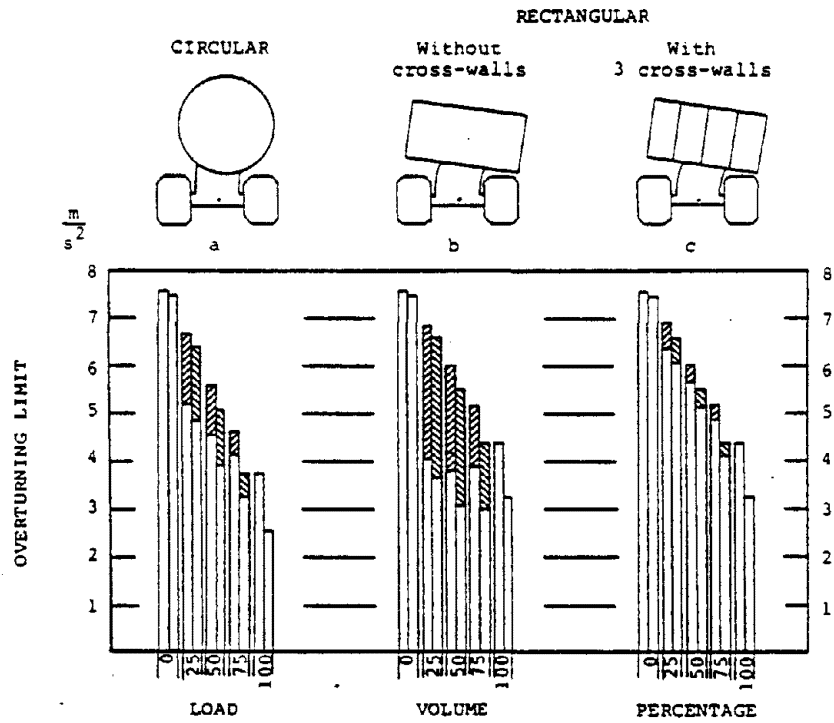 RECTANGULAR
CIRCULAR
Without
cross-walls
With
3 cross-walls
m
s²
a
b
c
OVERTURNING LIMIT
8
7
6
5
4
3
2
1
8
7
6
5
4
3
2
1
0
25
50
75
100
0
25
50
75
100
0
25
50
75
100
LOAD
VOLUME
PERCENTAGE